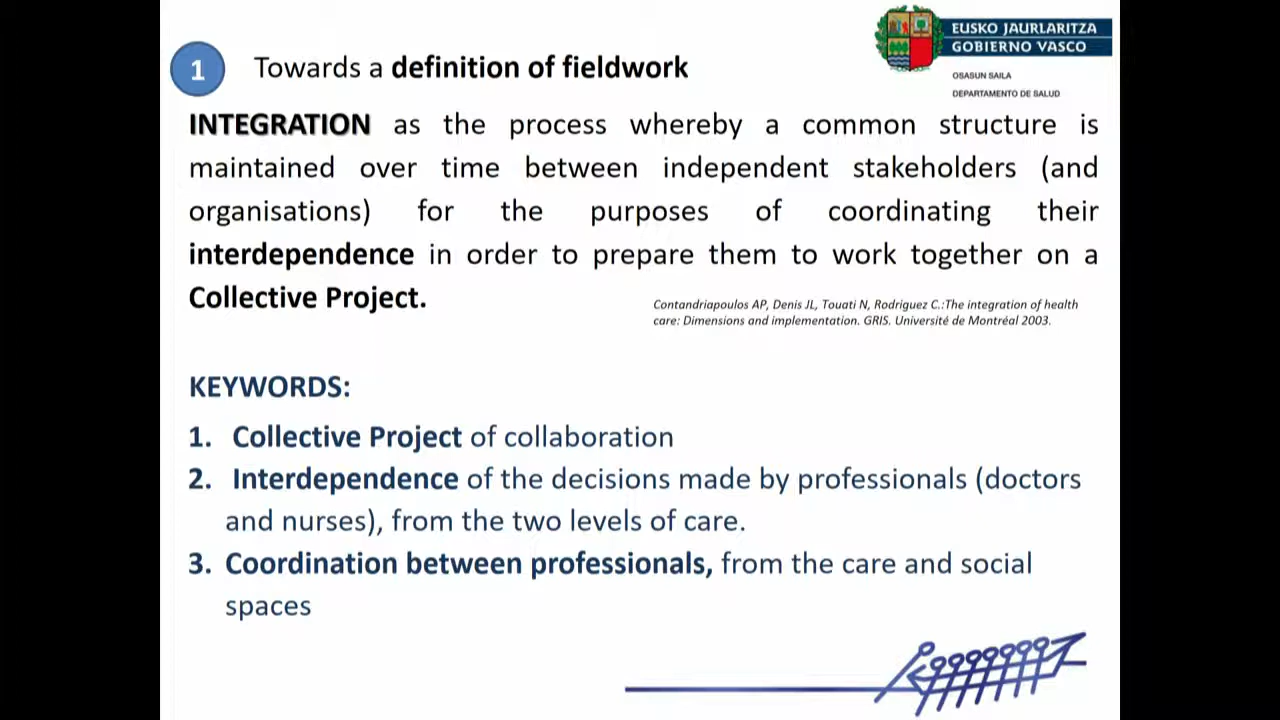 EUSKO JAURLARITZA
GOBIERNO VASCO
OSASUN SAILA
DEPARTAMENTO DE SALUD
1 Towards a definition of fieldwork
INTEGRATION as the process whereby a common structure is
maintained over time between independent stakeholders (and
organisations) for the purposes of coordinating their
interdependence in order to prepare them to work together on a
Collective Project.
Contandriapoulos AP, Denis JL, Touati N, Rodriguez C.:The integration of health
care: Dimensions and implementation. GRIS. Université de Montréal 2003.
KEYWORDS:
1. Collective Project of collaboration
2. Interdependence of the decisions made by professionals (doctors
and nurses), from the two levels of care.
3. Coordination between professionals, from the care and social
spaces